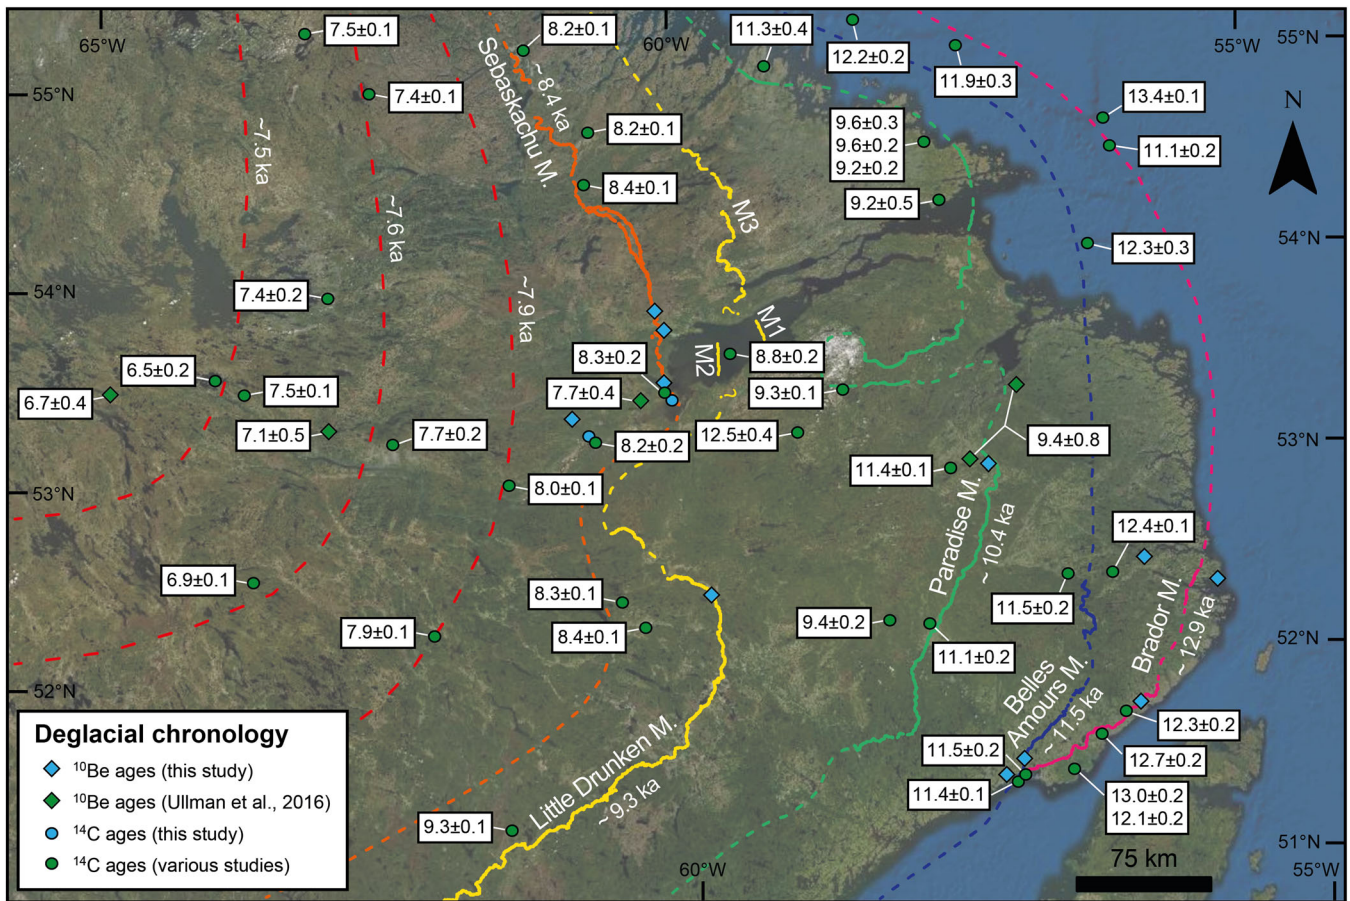 65°W
7.5±0.1
8.2±0.1
60°W
11.3±0.4
12.2±0.2
11.9±0.3
55°W
55°N
55°N
7.4±0.1
Sebaskachu M.
~ 8.4 ka
8.2±0.1
9.6±0.3
9.6±0.2
9.2±0.2
13.4±0.1
11.1±0.2
N
~7.5 ka
8.4±0.1
9.2±0.5
~7.6 ka
M3
12.3±0.3
54°N
54°N
7.4±0.2
~7.9 ka
?
M1
M2
8.3±0.2
8.8±0.2
6.5±0.2
7.5±0.1
6.7±0.4
7.7±0.4
?
9.3±0.1
7.1±0.5
7.7±0.2
8.2±0.2
12.5±0.4
9.4±0.8
53°N
11.4±0.1
53°N
8.0±0.1
Paradise M.
~ 10.4 ka
12.4±0.1
6.9±0.1
8.3±0.1
11.5±0.2
7.9±0.1
8.4±0.1
9.4±0.2
11.1±0.2
Brador M.
~ 12.9 ka
52°N
52°N
Belles
Amours M.
~ 11.5 ka
12.3±0.2
Deglacial chronology
¹⁰Be ages (this study)
¹⁰Be ages (Ullman et al., 2016)
¹⁴C ages (this study)
¹⁴C ages (various studies)
Little Drunken M.
~ 9.3 ka
9.3±0.1
11.5±0.2
11.4±0.1
12.7±0.2
13.0±0.2
12.1±0.2
51°N
75 km
60°W
55°W